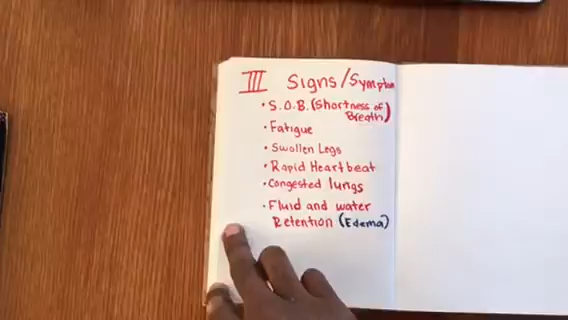 III Signs/Symptom
• S.O.B. (Shortness of
Breath)
• Fatigue
• Swollen Legs
• Rapid Heartbeat
• Congested lungs
• Fluid and water
Retention (Edema)